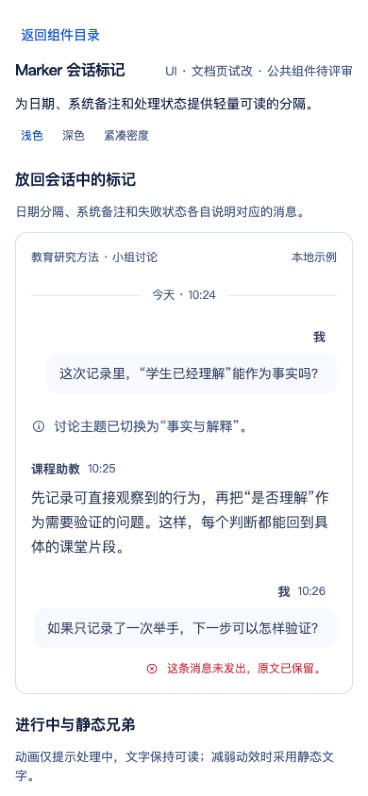 返回组件目录
Marker 会话标记 UI · 文档页试改 · 公共组件待评审
为日期、系统备注和处理状态提供轻量可读的分隔。
浅色 深色 紧凑密度
放回会话中的标记
日期分隔、系统备注和失败状态各自说明对应的消息。
教育研究方法 · 小组讨论 本地示例
今天 · 10:24
我
这次记录里，“学生已经理解”能作为事实吗？
讨论主题已切换为“事实与解释”。
课程助教 10:25
先记录可直接观察到的行为，再把“是否理解”作
为需要验证的问题。这样，每个判断都能回到具
体的课堂片段。
我 10:26
如果只记录了一次举手，下一步可以怎样验证？
这条消息未发出，原文已保留。
进行中与静态兄弟
动画仅提示处理中，文字保持可读；减弱动效时采用静态文
字。